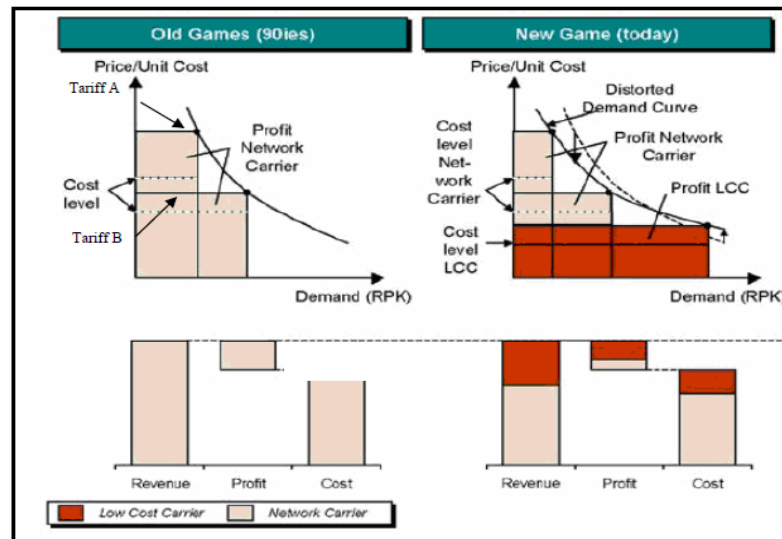 Old Games (90ies)
Price/Unit Cost
Tariff A
Profit
Network
Carrier
Cost
level
Tariff B
Demand (RPK)
New Game (today)
Price/Unit Cost
Distorted
Demand Curve
Cost
level
Net-
work
Carrier
Profit Network
Carrier
Profit LCC
Cost
level
LCC
Demand (RPK)
Revenue
Profit
Cost
Revenue
Profit
Cost
Low Cost Carrier
Network Carrier